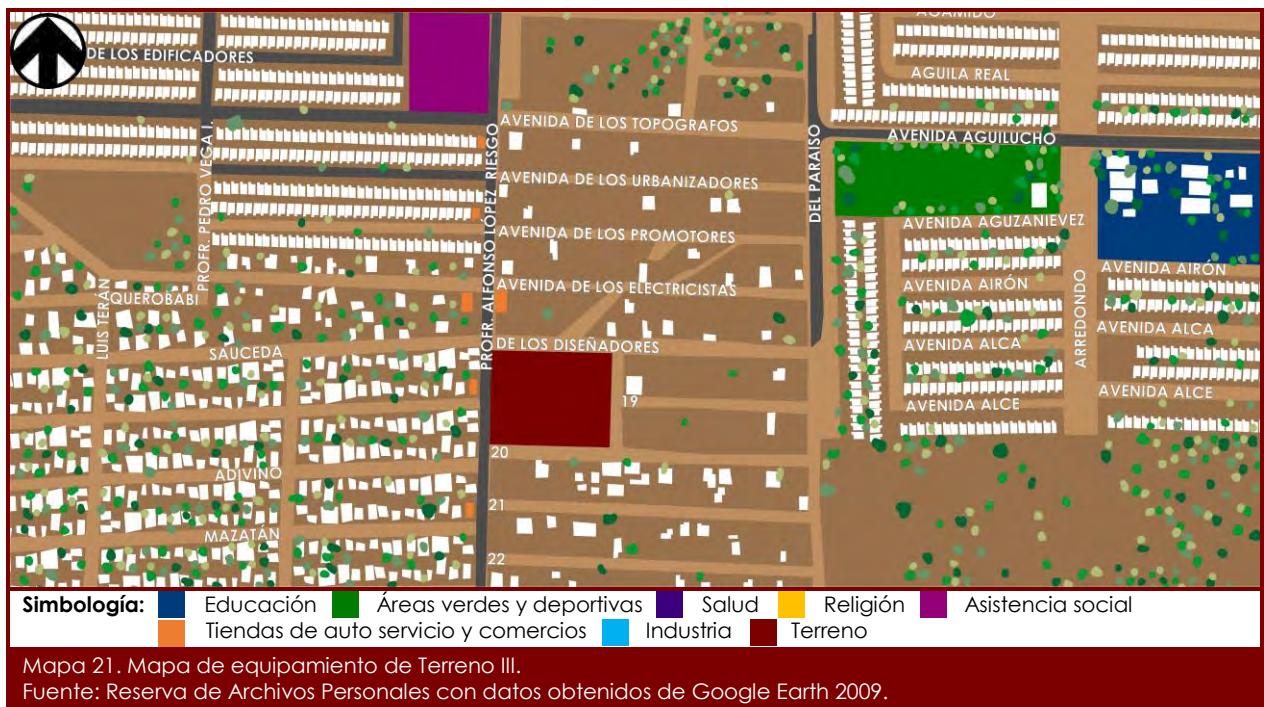 AGAMIDO
DE LOS EDIFICADORES
AGUILA REAL
AVENIDA DE LOS TOPOGRAFOS
AVENIDA AGUILUCHO
PROFR. PEDRO VEGA I.
PROFR. ALFONSO LOPEZ RIESGO
DEL PARAISO
AVENIDA DE LOS URBANIZADORES
AVENIDA AGUZANIEVEZ
AVENIDA DE LOS PROMOTORES
AVENIDA AIRÓN
AVENIDA AIRÓN
ARREDONDO
QUEROBABI
AVENIDA DE LOS ELECTRICISTAS
LUIS TERÁN
AVENIDA ALCA
AVENIDA ALCA
SAUCEDA
DE LOS DISEÑADORES
AVENIDA ALCE
AVENIDA ALCE
19
20
ADIVINO
21
MAZATÁN
22
Simbología: Educación Áreas verdes y deportivas Salud Religión Asistencia social
Tiendas de auto servicio y comercios Industria Terreno
Mapa 21. Mapa de equipamiento de Terreno III.
Fuente: Reserva de Archivos Personales con datos obtenidos de Google Earth 2009.